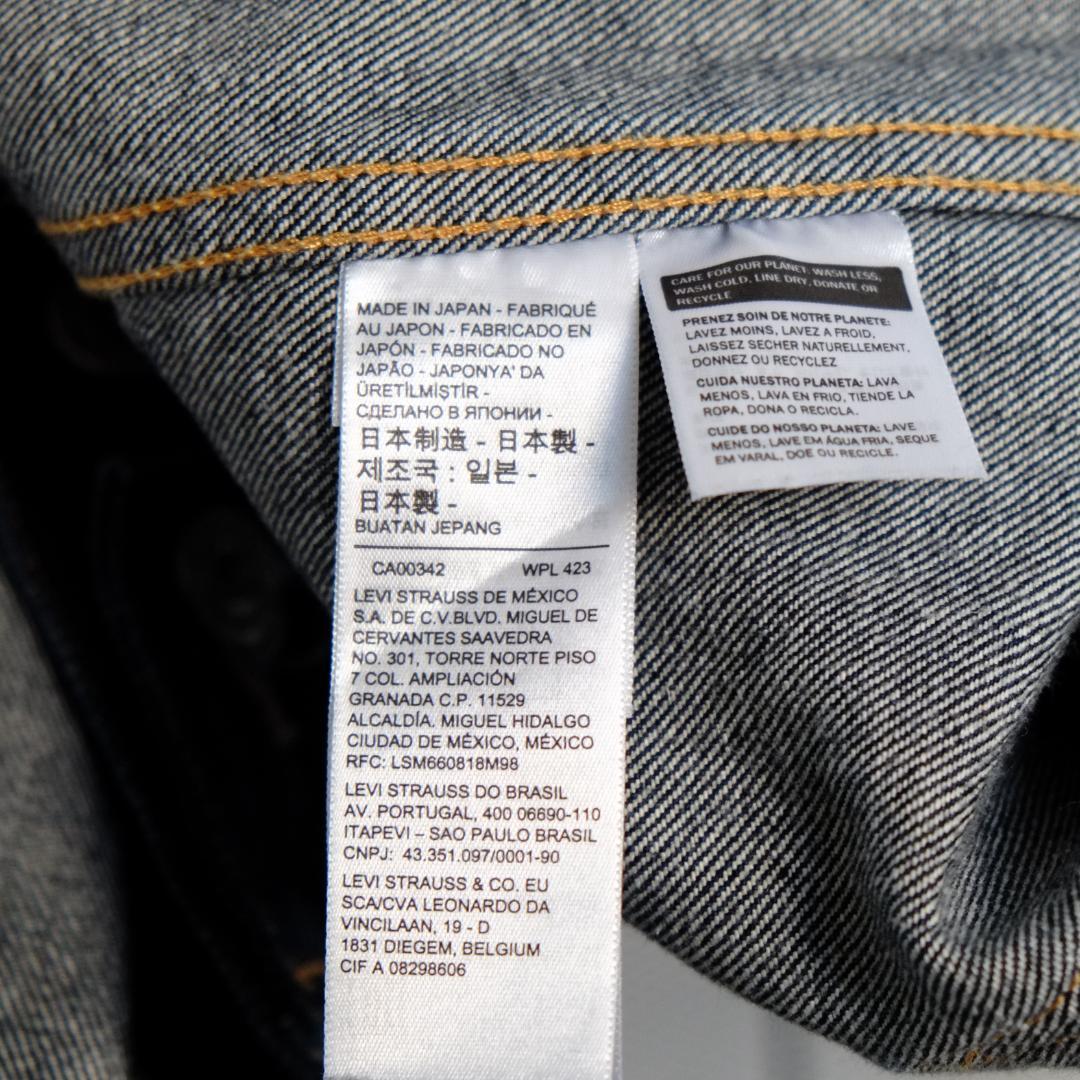 MADE IN JAPAN - FABRIQUÉ
AU JAPON - FABRICADO EN
JAPÓN - FABRICADO NO
JAPÃO - JAPONYA' DA
ÜRETİLMİŞTİR -
СДЕЛАНО В ЯПОНИИ -
日本制造 - 日本製 -
제조국 : 일본 -
日本製 -
BUATAN JEPANG
CA00342 WPL 423
LEVI STRAUSS DE MÉXICO
S.A. DE C.V.BLVD. MIGUEL DE
CERVANTES SAAVEDRA
NO. 301, TORRE NORTE PISO
7 COL. AMPLIACIÓN
GRANADA C.P. 11529
ALCALDÍA. MIGUEL HIDALGO
CIUDAD DE MÉXICO, MÉXICO
RFC: LSM660818M98
LEVI STRAUSS DO BRASIL
AV. PORTUGAL, 400 06690-110
ITAPEVI – SAO PAULO BRASIL
CNPJ: 43.351.097/0001-90
LEVI STRAUSS & CO. EU
SCA/CVA LEONARDO DA
VINCILAAN, 19 - D
1831 DIEGEM, BELGIUM
CIF A 08298606
CARE FOR OUR PLANET: WASH LESS,
WASH COLD, LINE DRY, DONATE OR
RECYCLE
PRENEZ SOIN DE NOTRE PLANETE:
LAVEZ MOINS, LAVEZ A FROID,
LAISSEZ SECHER NATURELLEMENT,
DONNEZ OU RECYCLEZ
CUIDA NUESTRO PLANETA: LAVA
MENOS, LAVA EN FRIO, TIENDE LA
ROPA, DONA O RECICLA.
CUIDE DO NOSSO PLANETA: LAVE
MENOS, LAVE EM ÁGUA FRIA, SEQUE
EM VARAL, DOE OU RECICLE.